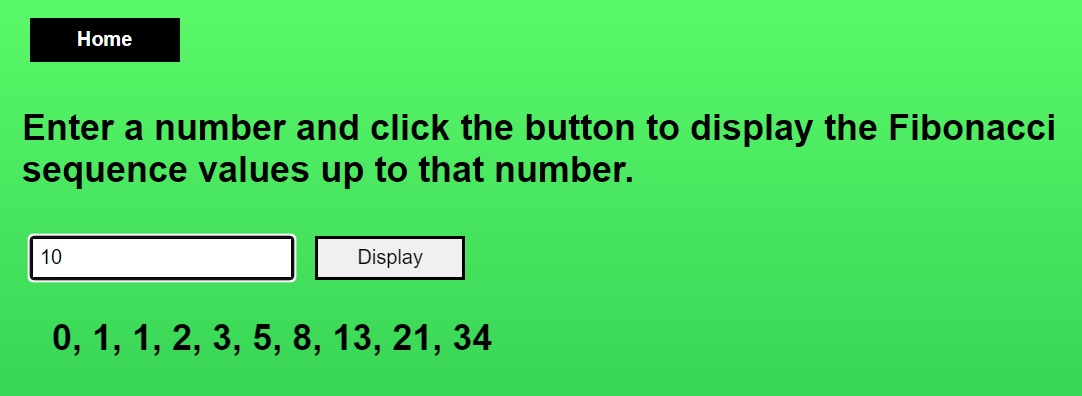 Home
Enter a number and click the button to display the Fibonacci
sequence values up to that number.
10
Display
0, 1, 1, 2, 3, 5, 8, 13, 21, 34